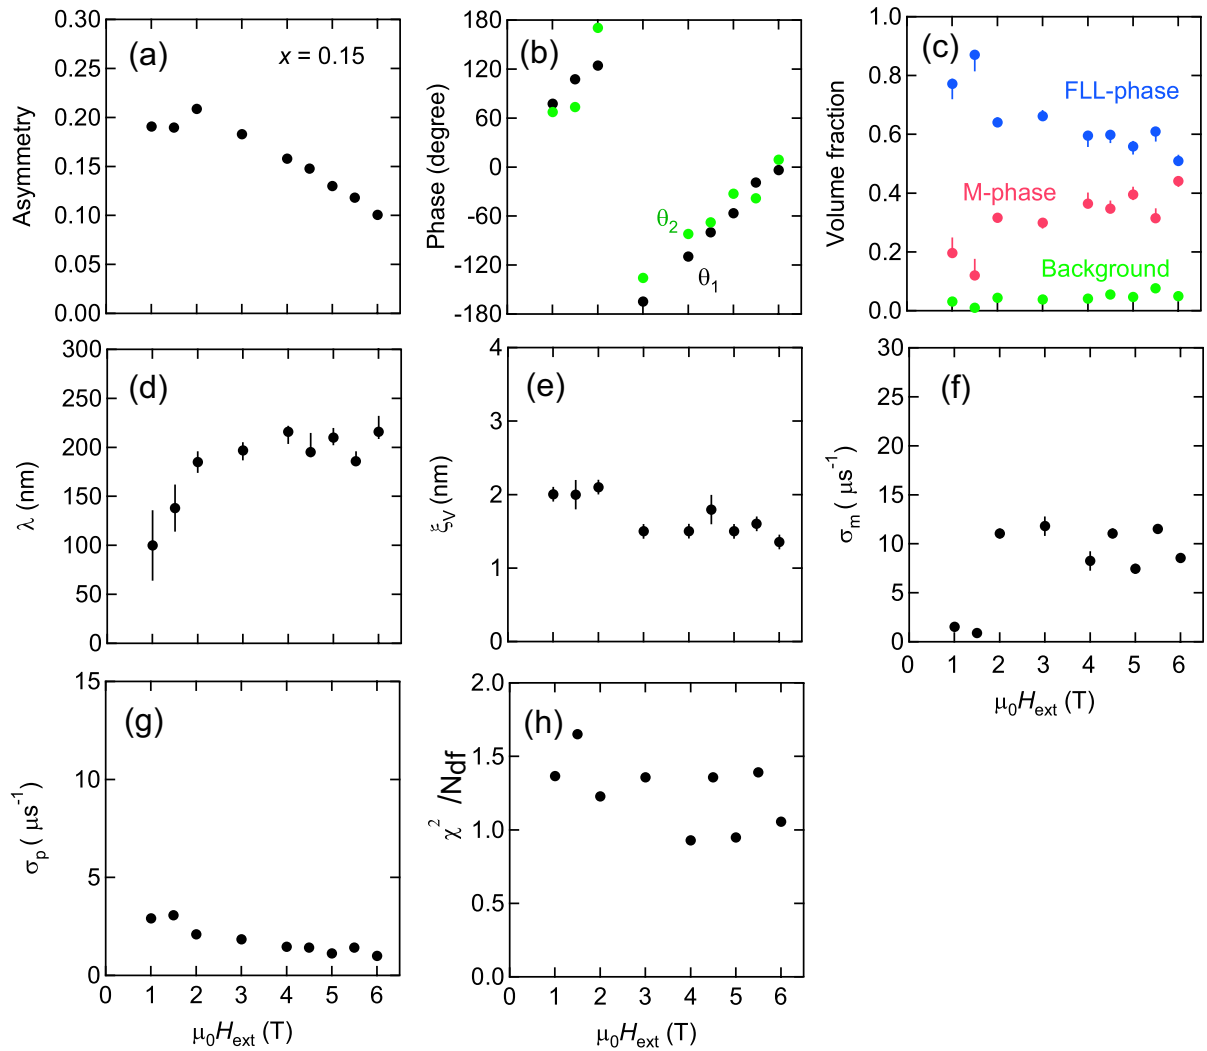 (a)
x = 0.15
Asymmetry
0.30
0.25
0.20
0.15
0.10
0.05
0.00
(b)
Phase (degree)
180
120
60
0
-60
-120
-180
θ2
θ1
(c)
Volume fraction
1.0
0.8
0.6
0.4
0.2
0.0
FLL-phase
M-phase
Background
(d)
λ (nm)
300
250
200
150
100
50
0
(e)
ξV (nm)
4
3
2
1
0
(f)
σm ( μs-1)
30
25
20
15
10
5
0
0 1 2 3 4 5 6
μ0Hext (T)
(g)
σp ( μs-1)
15
10
5
0
0 1 2 3 4 5 6
μ0Hext (T)
(h)
χ2 /Ndf
2.0
1.5
1.0
0.5
0.0
0 1 2 3 4 5 6
μ0Hext (T)